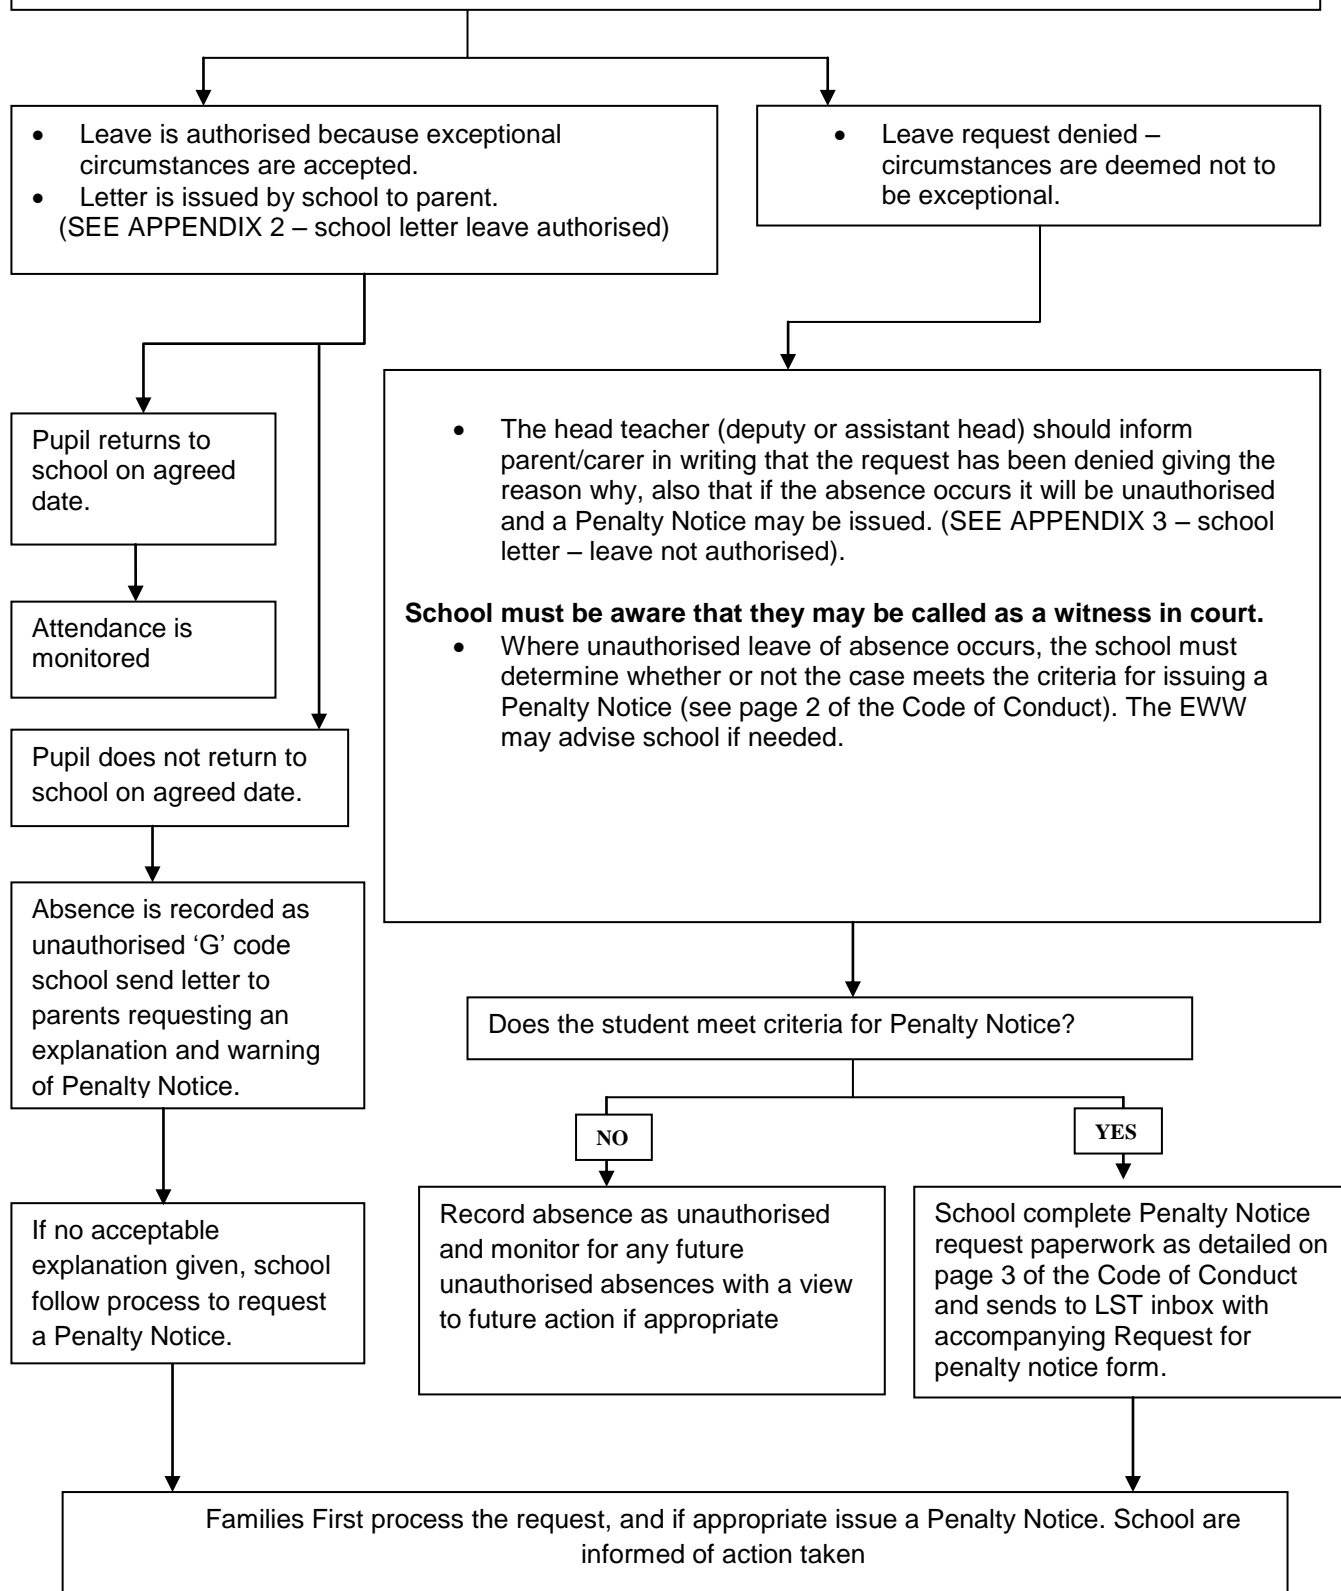 • Leave is authorised because exceptional
circumstances are accepted.
• Letter is issued by school to parent.
(SEE APPENDIX 2 – school letter leave authorised)
• Leave request denied –
circumstances are deemed not to
be exceptional.
Pupil returns to
school on agreed
date.
Attendance is
monitored
Pupil does not return to
school on agreed date.
Absence is recorded as
unauthorised ‘G’ code
school send letter to
parents requesting an
explanation and warning
of Penalty Notice.
If no acceptable
explanation given, school
follow process to request
a Penalty Notice.
• The head teacher (deputy or assistant head) should inform
parent/carer in writing that the request has been denied giving the
reason why, also that if the absence occurs it will be unauthorised
and a Penalty Notice may be issued. (SEE APPENDIX 3 – school
letter – leave not authorised).
School must be aware that they may be called as a witness in court.
• Where unauthorised leave of absence occurs, the school must
determine whether or not the case meets the criteria for issuing a
Penalty Notice (see page 2 of the Code of Conduct). The EWW
may advise school if needed.
Does the student meet criteria for Penalty Notice?
NO
YES
Record absence as unauthorised
and monitor for any future
unauthorised absences with a view
to future action if appropriate
School complete Penalty Notice
request paperwork as detailed on
page 3 of the Code of Conduct
and sends to LST inbox with
accompanying Request for
penalty notice form.
Families First process the request, and if appropriate issue a Penalty Notice. School are
informed of action taken